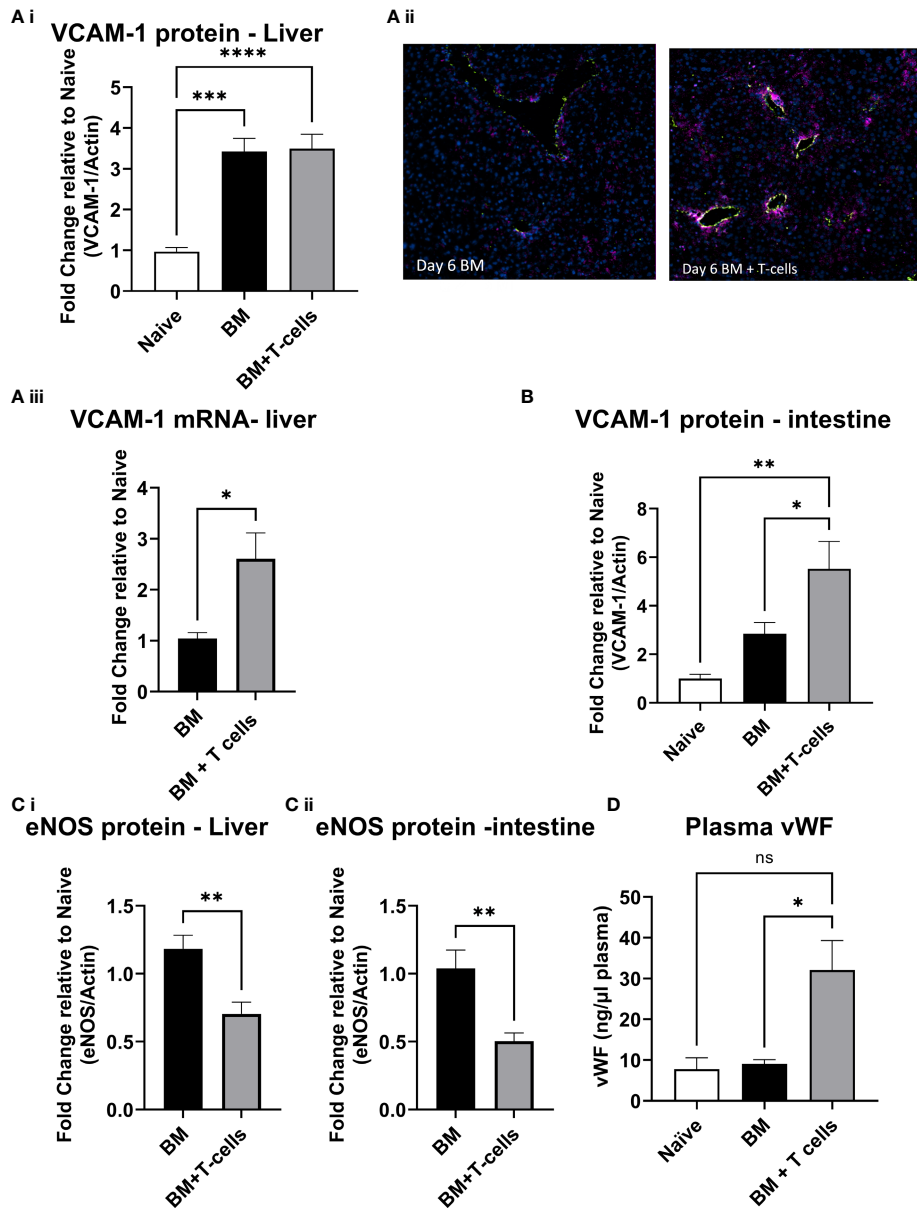 A i
VCAM-1 protein - Liver
Fold Change relative to Naive
(VCAM-1/Actin)
5
4
3
2
1
0
****
***
Naive
BM
BM+T-cells
A ii
Day 6 BM
Day 6 BM + T-cells
A iii
VCAM-1 mRNA- liver
Fold Change relative to Naive
4
3
2
1
0
*
BM
BM + T cells
B
VCAM-1 protein - intestine
Fold Change relative to Naive
(VCAM-1/Actin)
8
6
4
2
0
**
*
Naive
BM
BM+T-cells
C i
eNOS protein - Liver
Fold Change relative to Naive
(eNOS/Actin)
1.5
1.0
0.5
0.0
**
BM
BM+T-cells
C ii
eNOS protein -intestine
Fold Change relative to Naive
(eNOS/Actin)
1.5
1.0
0.5
0.0
**
BM
BM+T-cells
D
Plasma vWF
vWF (ng/µl plasma)
50
40
30
20
10
0
ns
*
Naïve
BM
BM + T cells